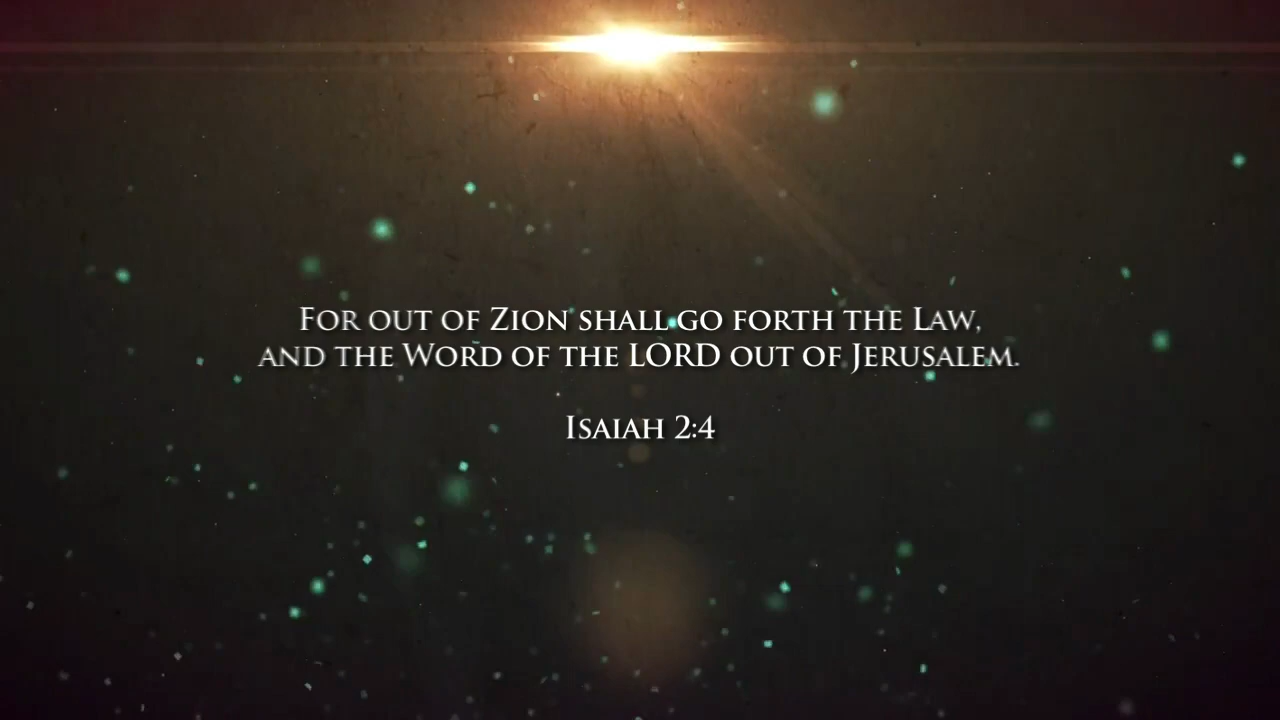 For out of Zion shall go forth the Law,
and the Word of the LORD out of Jerusalem.
Isaiah 2:4